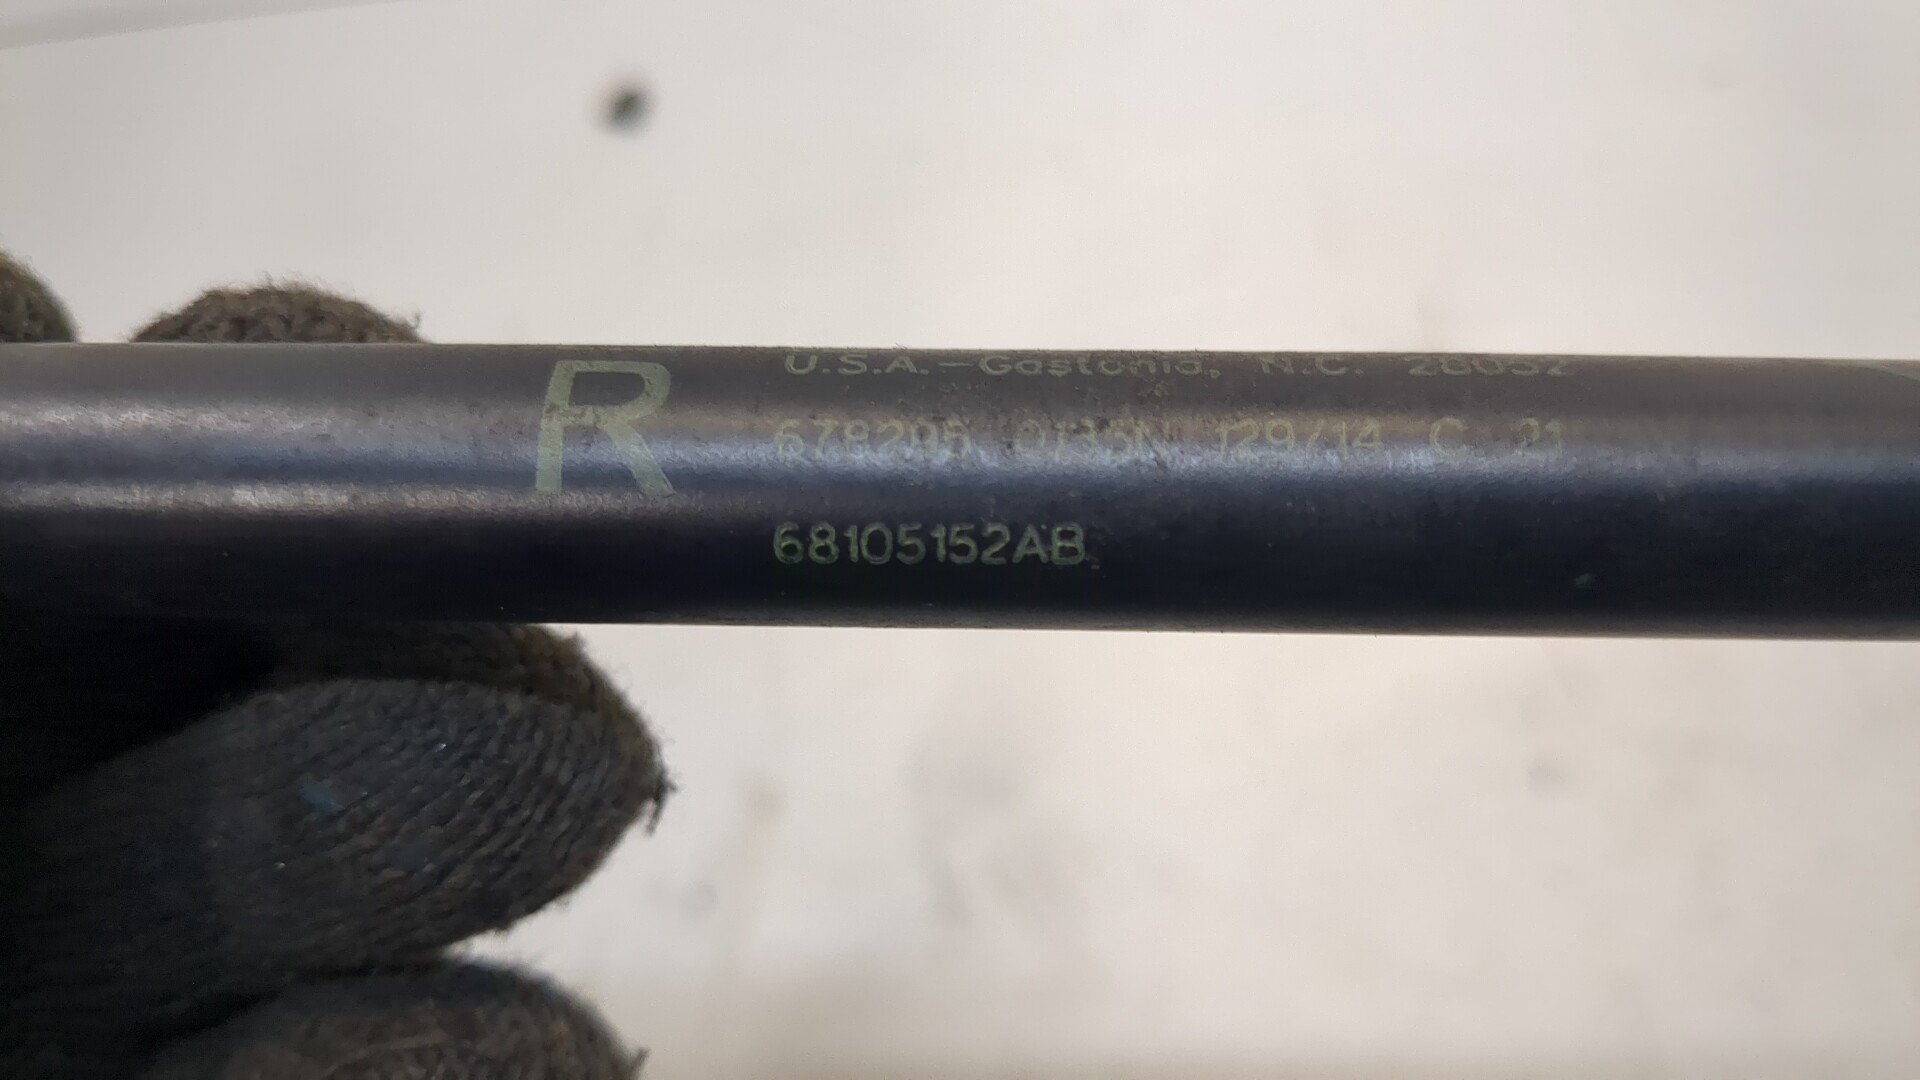 U.S.A.-Gastonia, N.C. 28052
R
678205 0735N 129/14 C 21
68105152AB